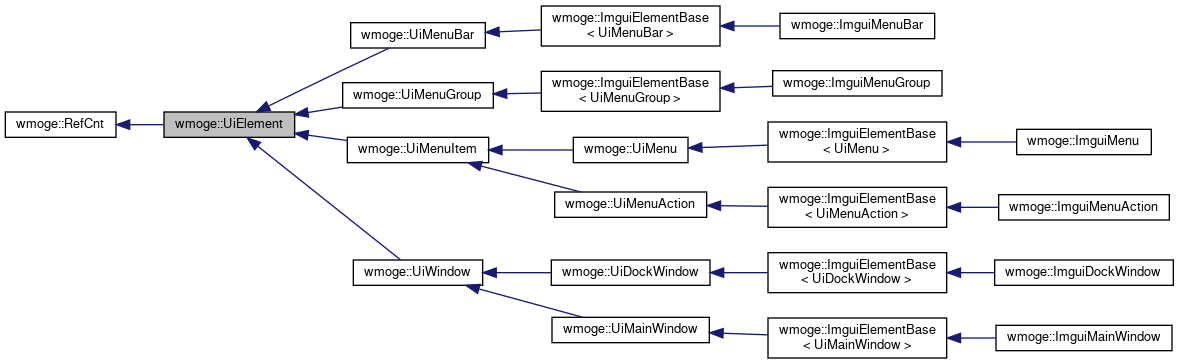 wmoge::RefCnt
wmoge::UiElement
wmoge::UiMenuBar
wmoge::ImguiElementBase
< UiMenuBar >
wmoge::ImguiMenuBar
wmoge::UiMenuGroup
wmoge::ImguiElementBase
< UiMenuGroup >
wmoge::ImguiMenuGroup
wmoge::UiMenuItem
wmoge::UiMenu
wmoge::ImguiElementBase
< UiMenu >
wmoge::ImguiMenu
wmoge::UiMenuAction
wmoge::ImguiElementBase
< UiMenuAction >
wmoge::ImguiMenuAction
wmoge::UiWindow
wmoge::UiDockWindow
wmoge::ImguiElementBase
< UiDockWindow >
wmoge::ImguiDockWindow
wmoge::UiMainWindow
wmoge::ImguiElementBase
< UiMainWindow >
wmoge::ImguiMainWindow